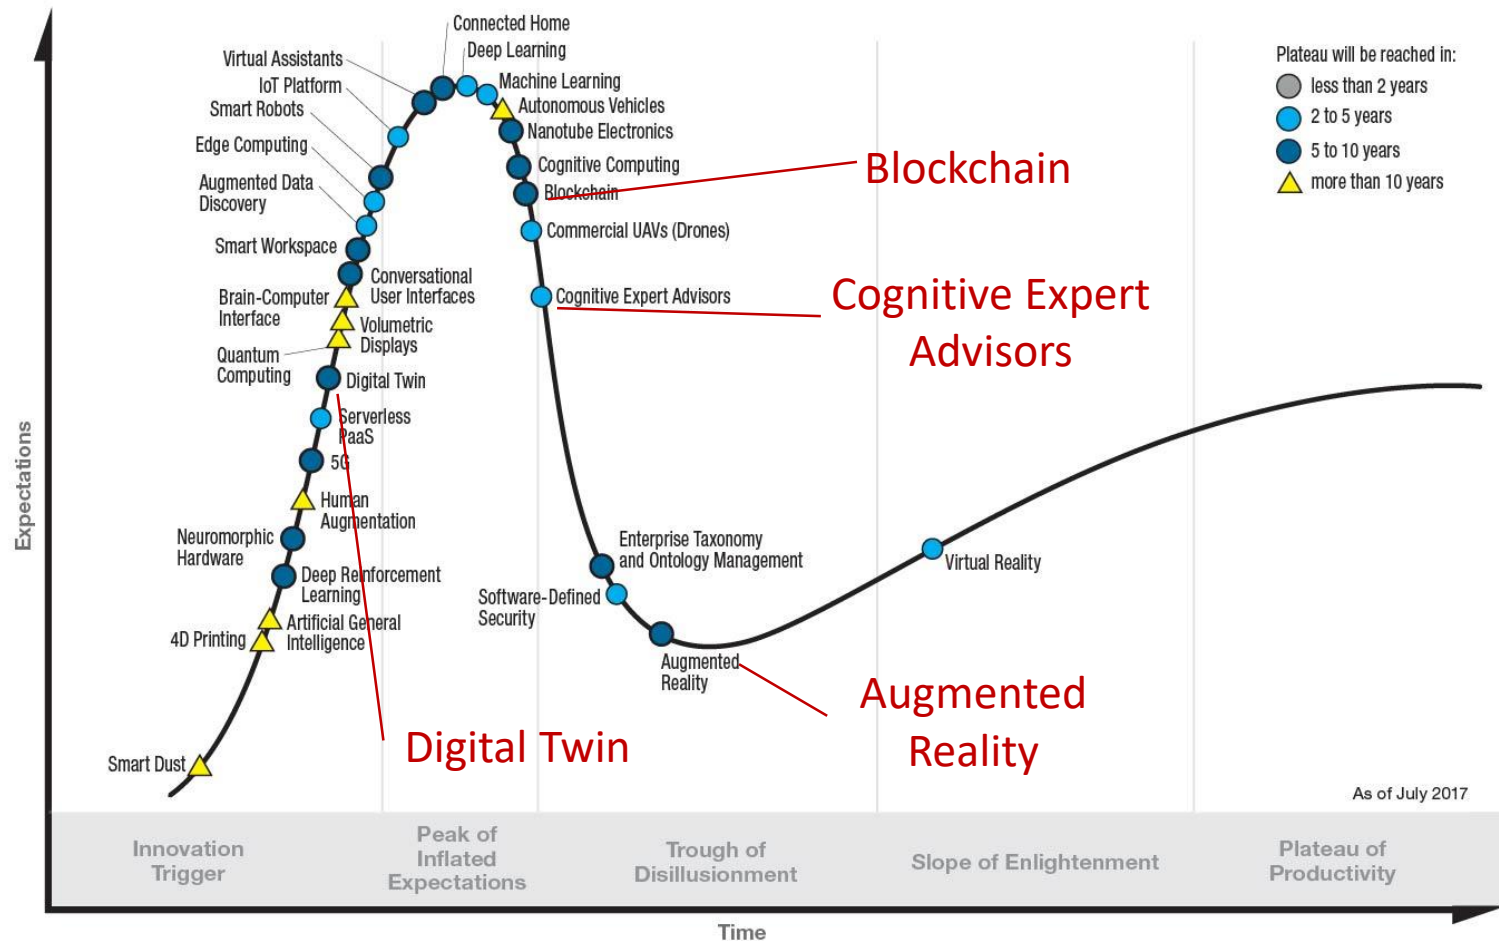 Connected Home
Deep Learning
Virtual Assistants
IoT Platform
Machine Learning
Smart Robots
Autonomous Vehicles
Nanotube Electronics
Edge Computing
Cognitive Computing
Augmented Data
Discovery
Blockchain
Commercial UAVs (Drones)
Smart Workspace
Conversational
User Interfaces
Brain-Computer
Interface
Cognitive Expert Advisors
Volumetric
Displays
Quantum
Computing
Digital Twin
Serverless
PaaS
5G
Human
Augmentation
Neuromorphic
Hardware
Deep Reinforcement
Learning
Artificial General
Intelligence
4D Printing
Smart Dust
Enterprise Taxonomy
and Ontology Management
Software-Defined
Security
Augmented
Reality
Virtual Reality
Blockchain
Cognitive Expert
Advisors
Augmented
Reality
Digital Twin
Plateau will be reached in:
less than 2 years
2 to 5 years
5 to 10 years
more than 10 years
As of July 2017
Expectations
Innovation
Trigger
Peak of
Inflated
Expectations
Trough of
Disillusionment
Slope of Enlightenment
Plateau of
Productivity
Time